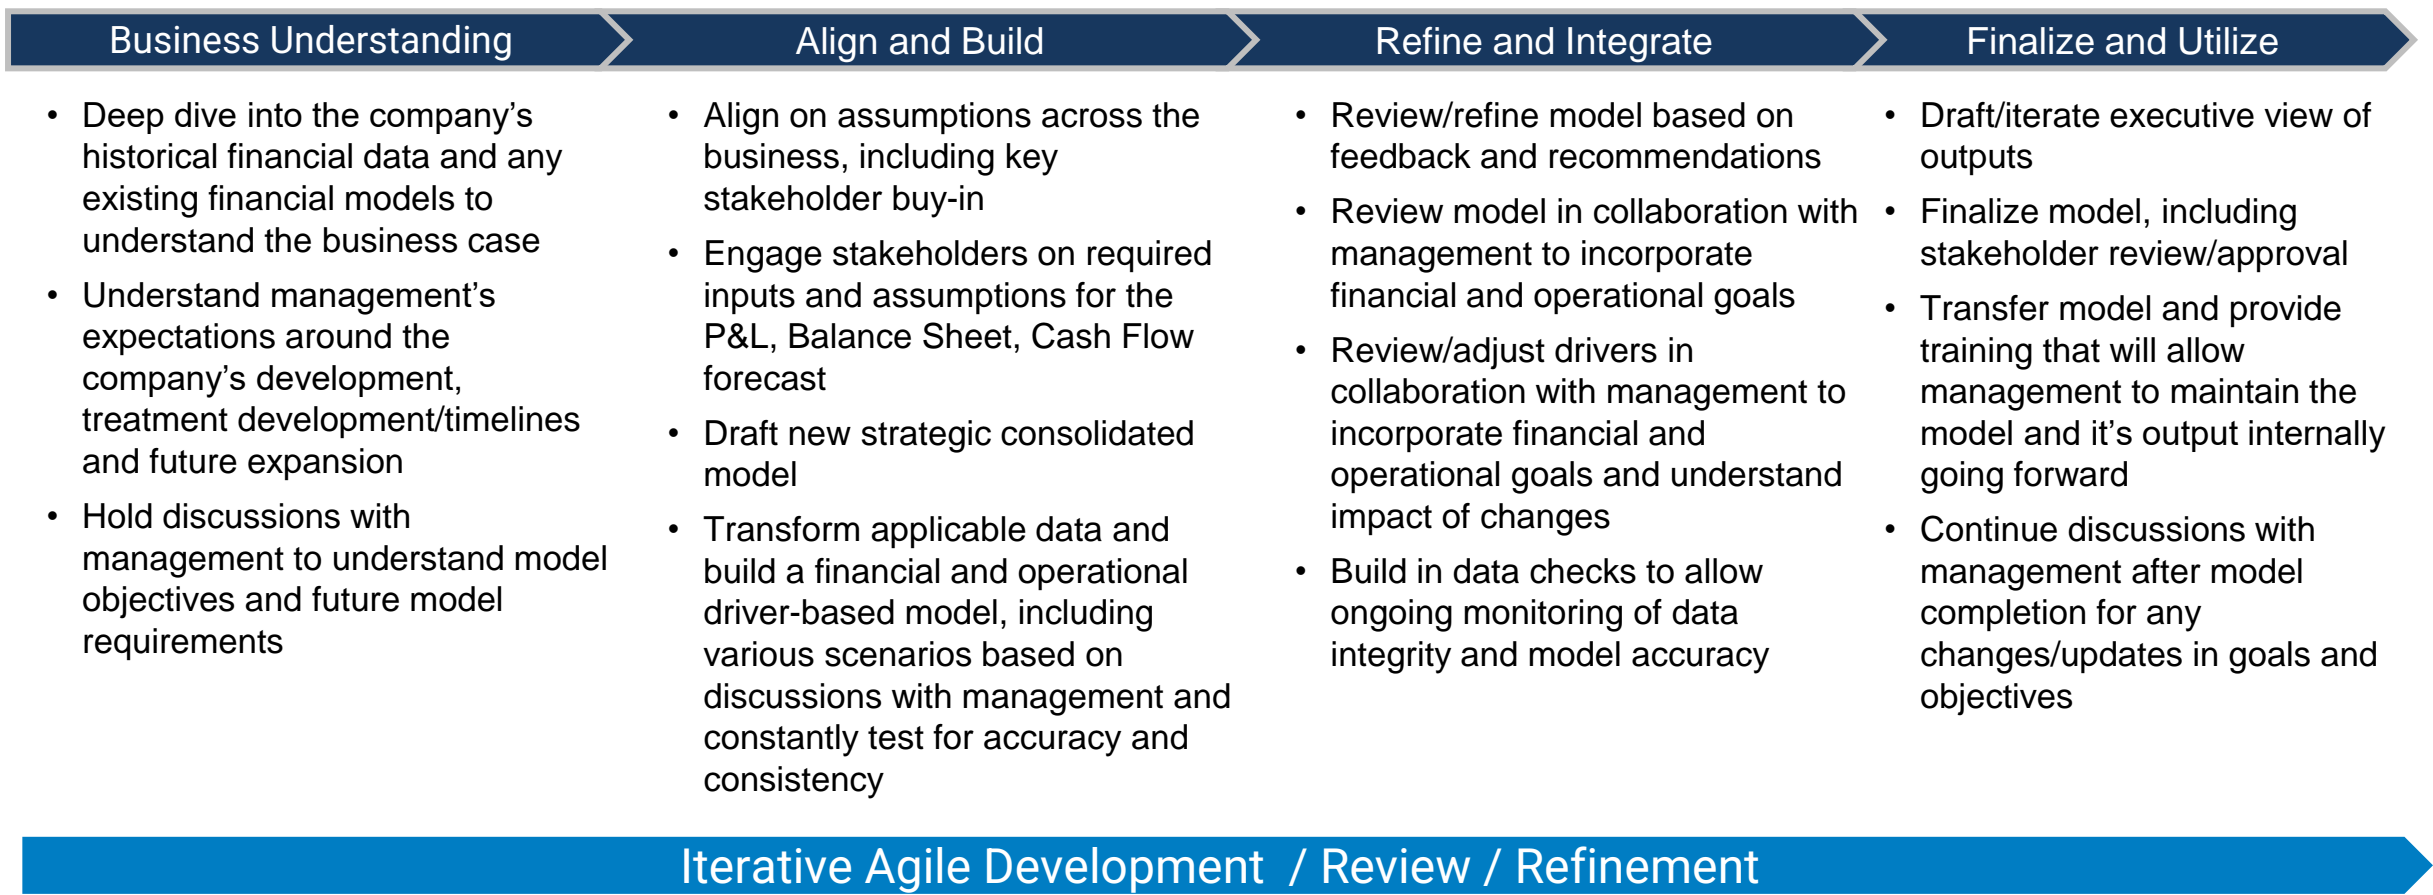 Business Understanding
Align and Build
Refine and Integrate
Finalize and Utilize
• Deep dive into the company’s
historical financial data and any
existing financial models to
understand the business case
• Understand management’s
expectations around the
company’s development,
treatment development/timelines
and future expansion
• Hold discussions with
management to understand model
objectives and future model
requirements
• Align on assumptions across the
business, including key
stakeholder buy-in
• Engage stakeholders on required
inputs and assumptions for the
P&L, Balance Sheet, Cash Flow
forecast
• Draft new strategic consolidated
model
• Transform applicable data and
build a financial and operational
driver-based model, including
various scenarios based on
discussions with management and
constantly test for accuracy and
consistency
• Review/refine model based on
feedback and recommendations
• Review model in collaboration with
management to incorporate
financial and operational goals
• Review/adjust drivers in
collaboration with management to
incorporate financial and
operational goals and understand
impact of changes
• Build in data checks to allow
ongoing monitoring of data
integrity and model accuracy
• Draft/iterate executive view of
outputs
• Finalize model, including
stakeholder review/approval
• Transfer model and provide
training that will allow
management to maintain the
model and it’s output internally
going forward
• Continue discussions with
management after model
completion for any
changes/updates in goals and
objectives
Iterative Agile Development / Review / Refinement